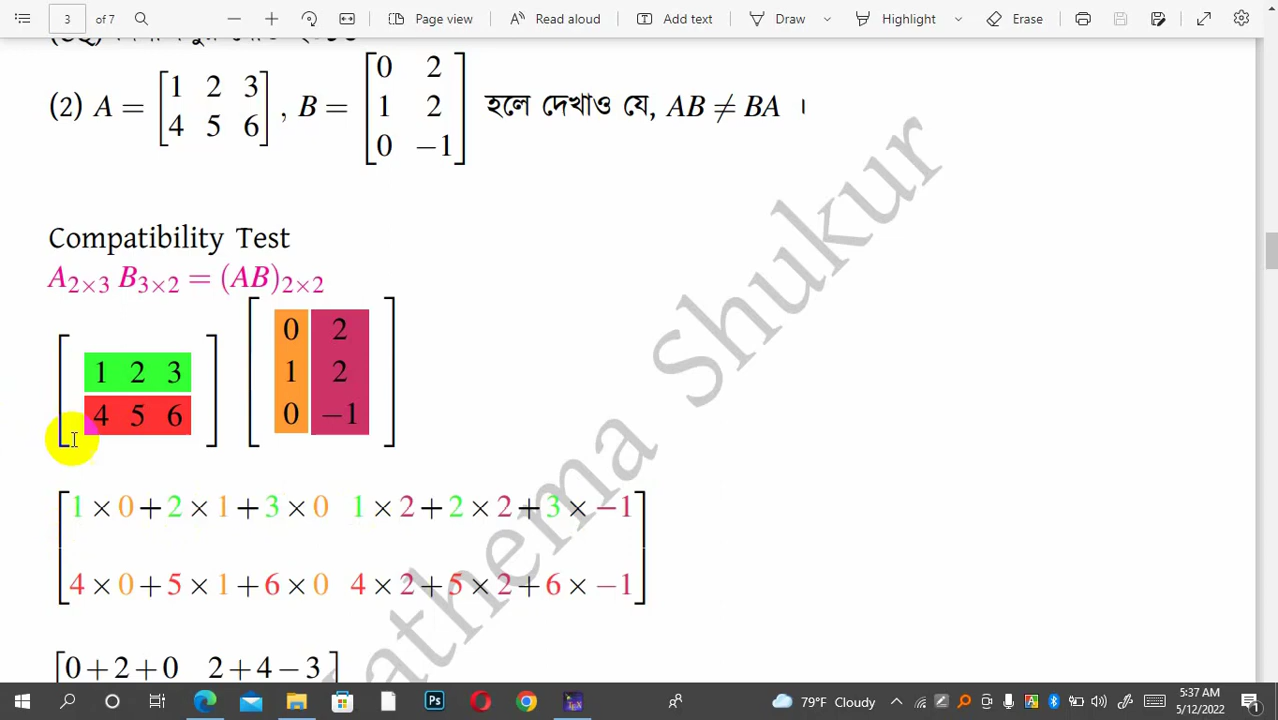 3 of 7 Page view Read aloud Add text Draw Highlight Erase
(2) A = [1 2 3 4 5 6], B = [0 2 1 2 0 −1] হলে দেখাও যে, AB ≠ BA ।
Compatibility Test
A2×3 B3×2 = (AB)2×2
0 2
1 2 3 1 2
4 5 6 0 −1
1×0+2×1+3×0 1×2+2×2+3×−1
4×0+5×1+6×0 4×2+5×2+6×−1
0+2+0 2+4−3
athema Shukur
79°F Cloudy 5:37 AM
5/12/2022